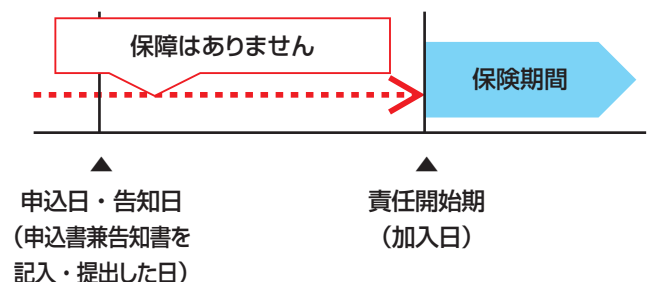 保障はありません
保険期間
▲
申込日・告知日
(申込書兼告知書を
記入・提出した日)
▲
責任開始期
(加入日)